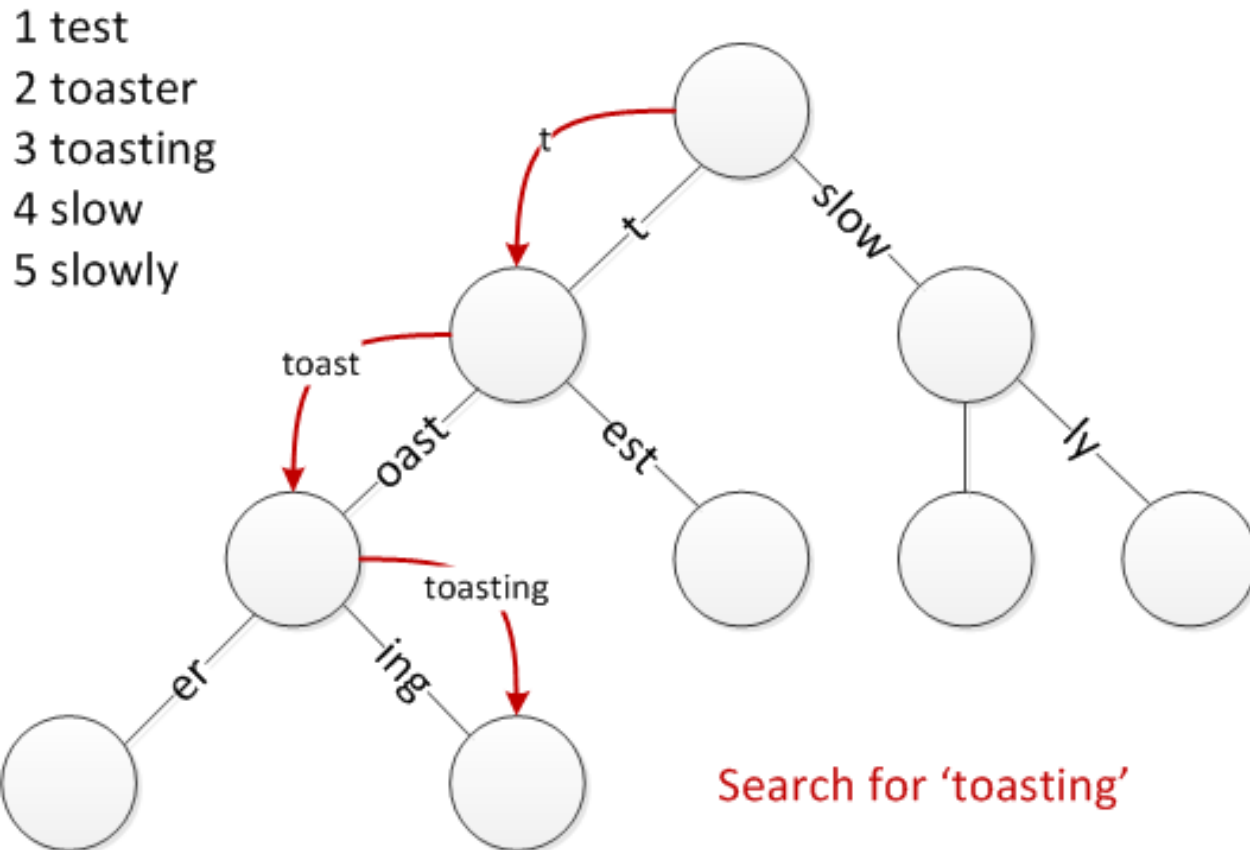 1 test
2 toaster
3 toasting
4 slow
5 slowly
t
t
slow
toast
oast
est
ly
toasting
er
ing
Search for ‘toasting’